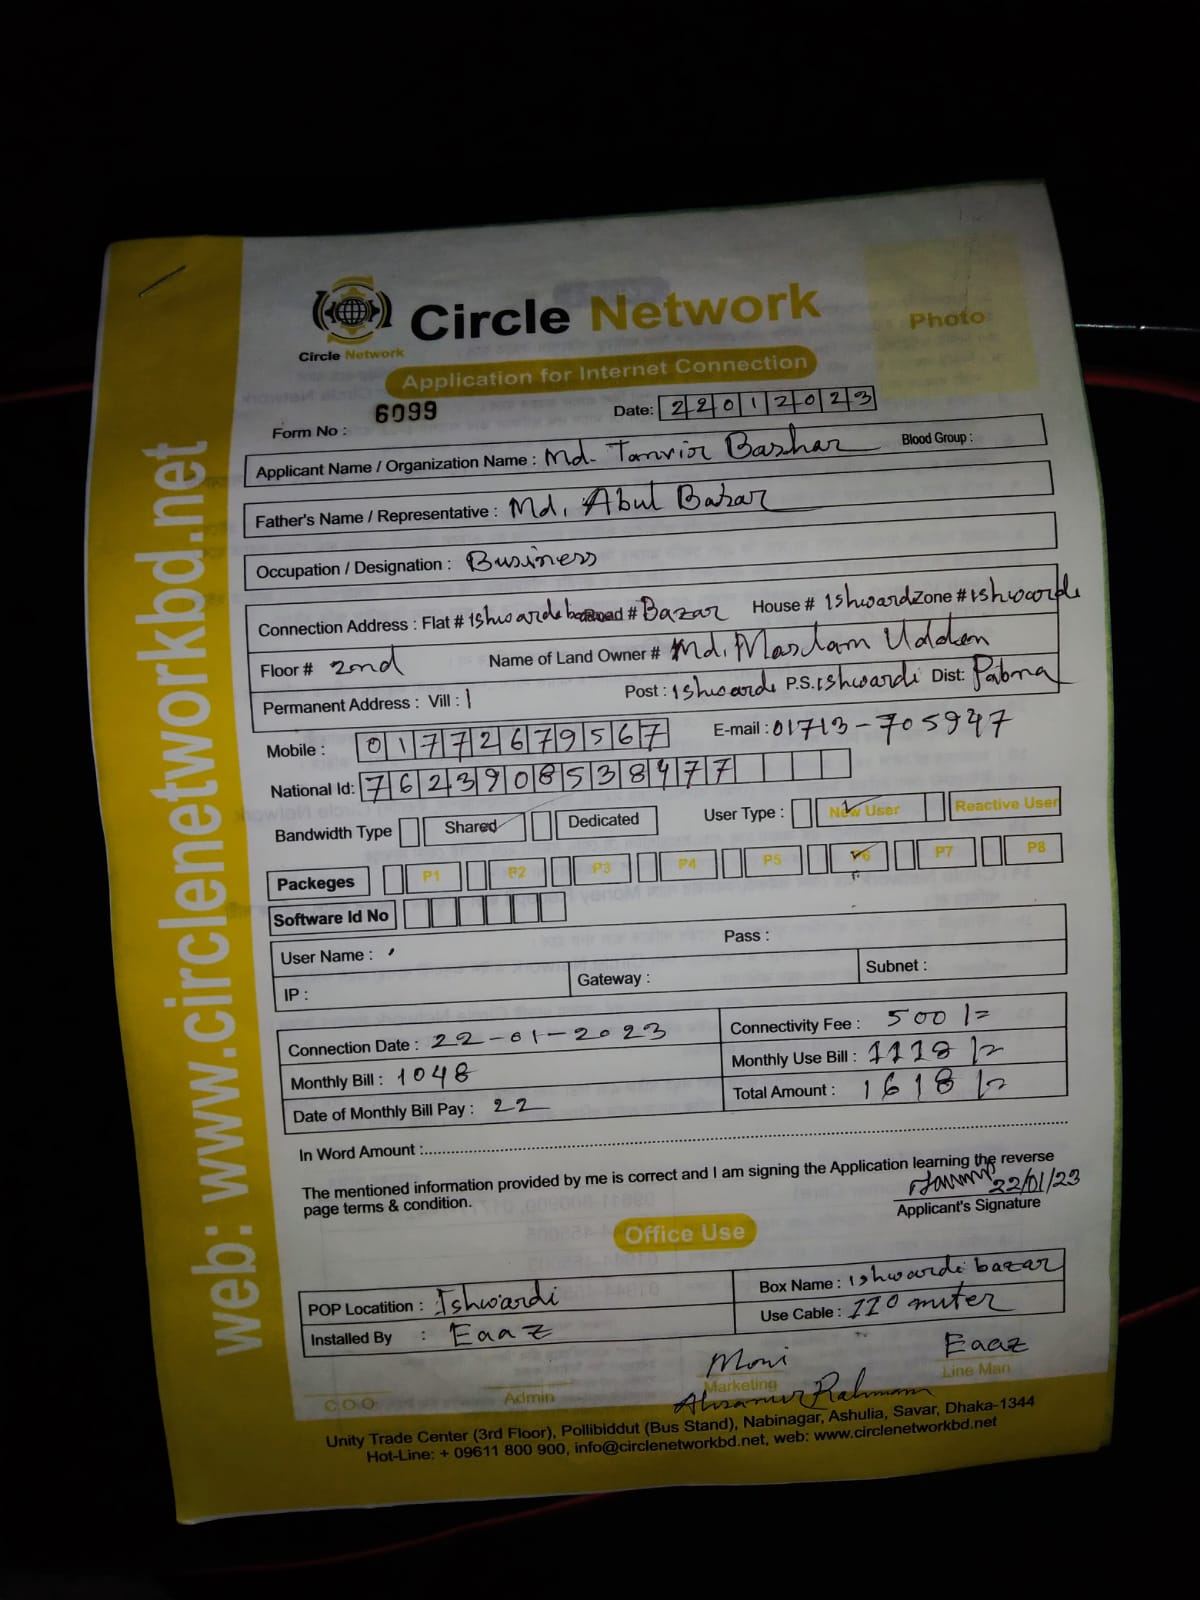 web: www.circlenetworkbd.net
Circle Network
Circle Network
Photo
Application for Internet Connection
Form No : 6099
Date: 22012023
Applicant Name / Organization Name : Md. Tanvir Bashar Blood Group :
Father's Name / Representative : Md. Abul Basar
Occupation / Designation : Business
Connection Address : Flat # Ishwardi Road # Bazar House # Ishwardi Zone # Ishwardi
Floor # 2nd Name of Land Owner # Md. Uddin
Permanent Address : Vill : Post : Ishwardi P.S. Ishwardi Dist: Pabna
Mobile : 01772679567 E-mail : 01713-705947
National Id: 7623908538477
Bandwidth Type Shared Dedicated User Type : New User Reactive User
Packeges P1 P2 P3 P4 P5 P6 P7 P8
Software Id No
User Name : Pass :
IP : Gateway : Subnet :
Connection Date : 22-01-2023 Connectivity Fee : 500/=
Monthly Bill : 1048 Monthly Use Bill : 1118/=
Date of Monthly Bill Pay : 22 Total Amount : 1618/=
In Word Amount :
The mentioned information provided by me is correct and I am signing the Application learning the reverse
page terms & condition.
22/01/23
Applicant's Signature
Office Use
POP Locatition : Ishwardi Box Name : Ishwardi bazar
Installed By : Eaaz Use Cable : 110 miter
Moni Eaaz
C.O.O Admin Marketing Line Man
Rahman
Unity Trade Center (3rd Floor), Pollibiddut (Bus Stand), Nabinagar, Ashulia, Savar, Dhaka-1344
Hot-Line: + 09611 800 900, info@circlenetworkbd.net, web: www.circlenetworkbd.net